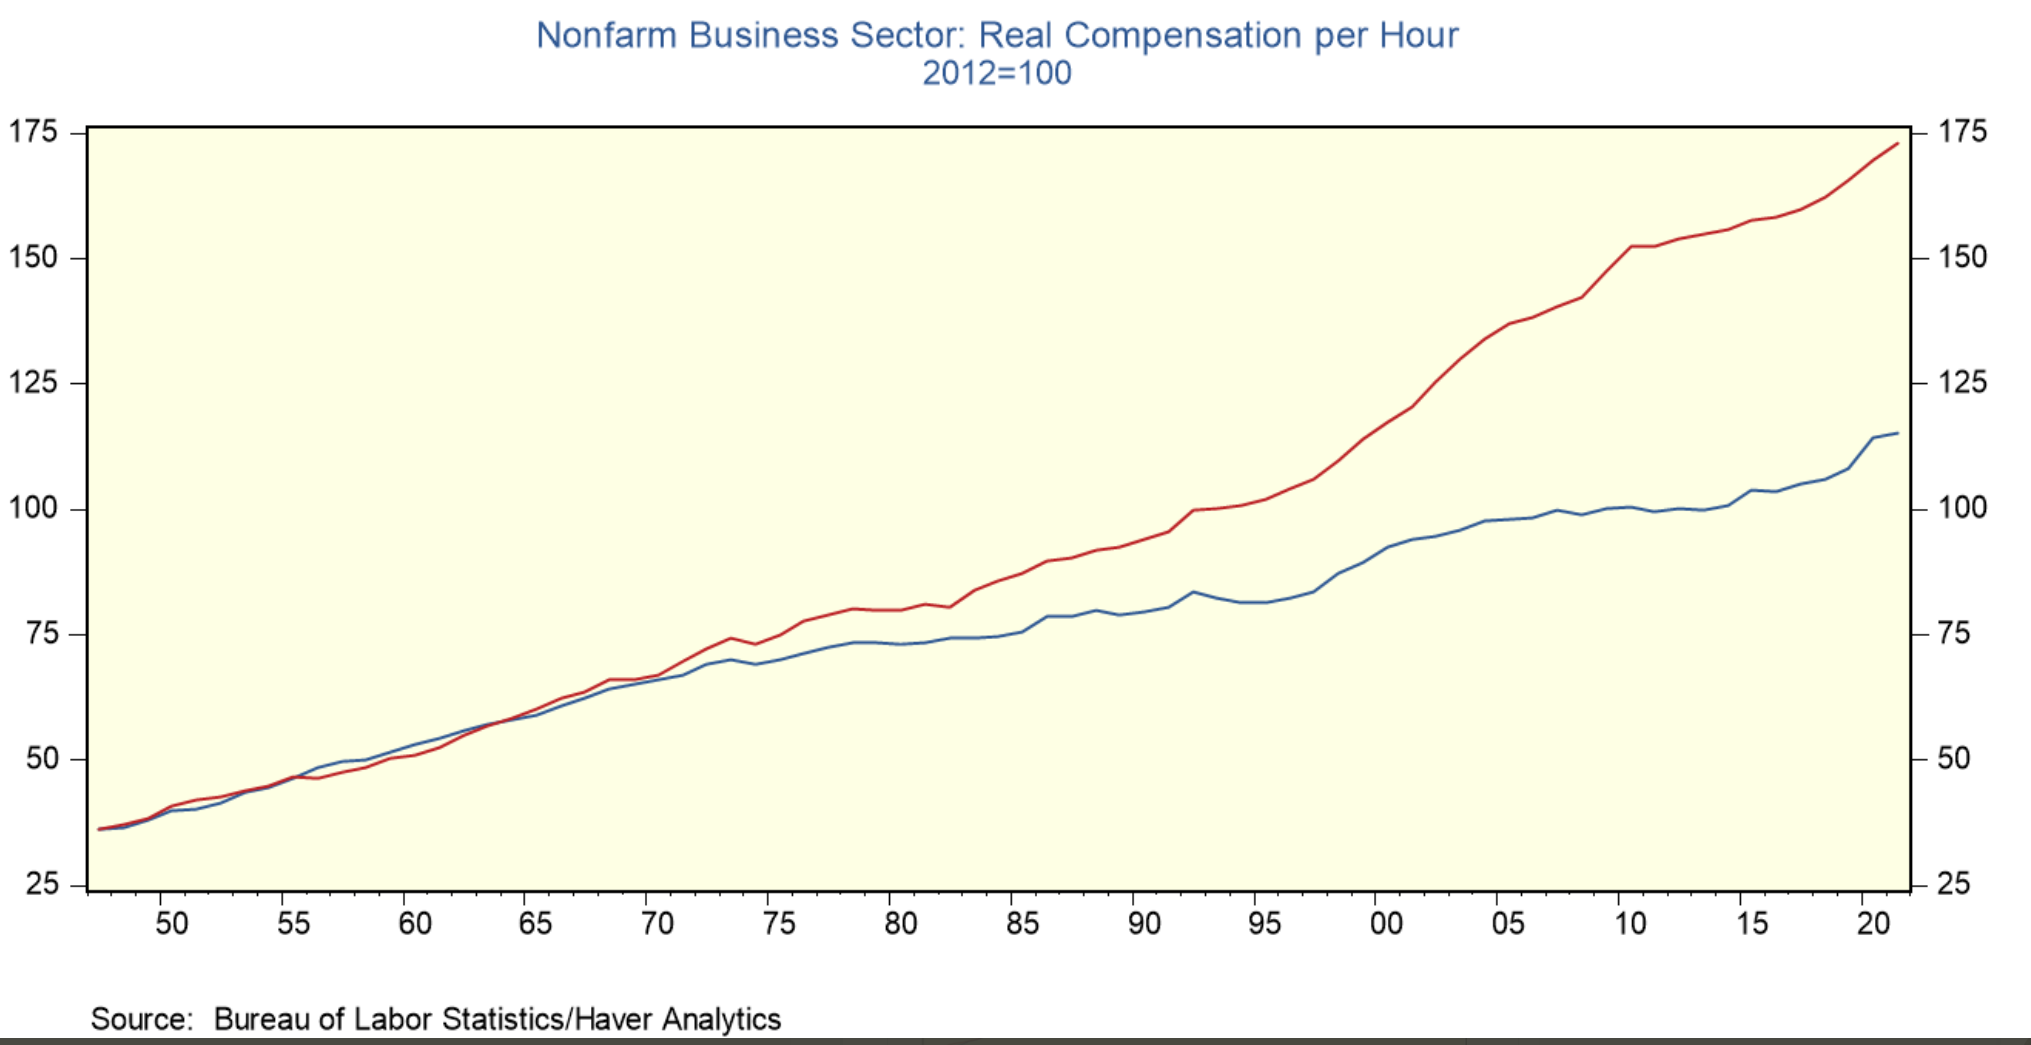 Nonfarm Business Sector: Real Compensation per Hour
2012=100
175 175
150 150
125 125
100 100
75 75
50 50
25 25
50 55 60 65 70 75 80 85 90 95 00 05 10 15 20
Source: Bureau of Labor Statistics/Haver Analytics